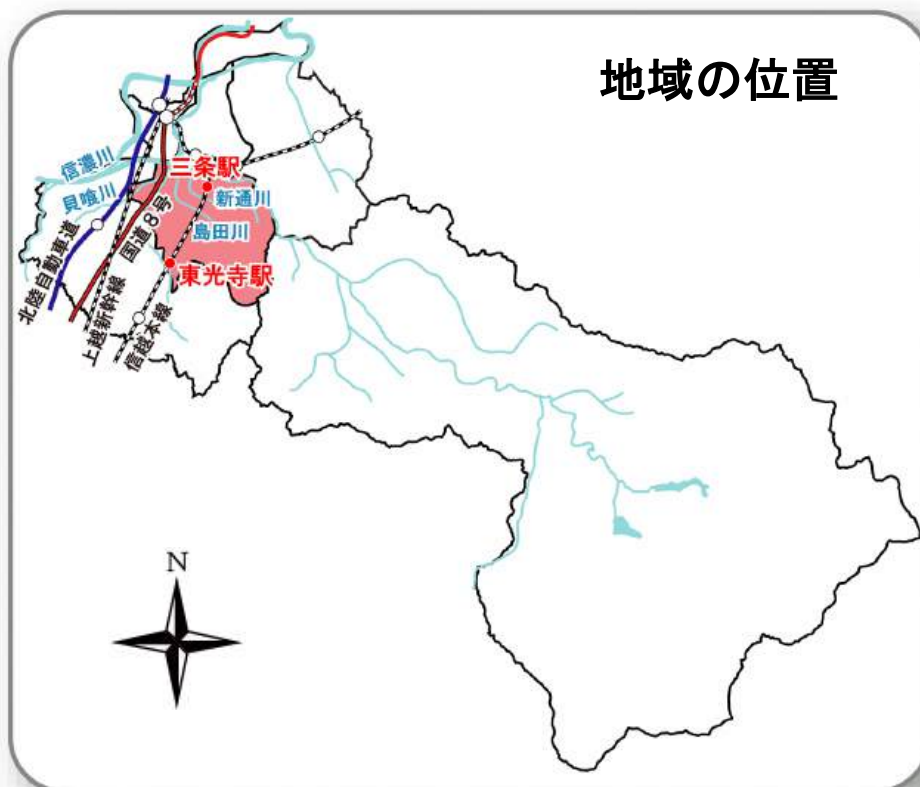 地域の位置
信濃川
三条駅
貝喰川
新通川
国道8号
島田川
北陸自動車道
東光寺駅
上越新幹線
信越本線
N